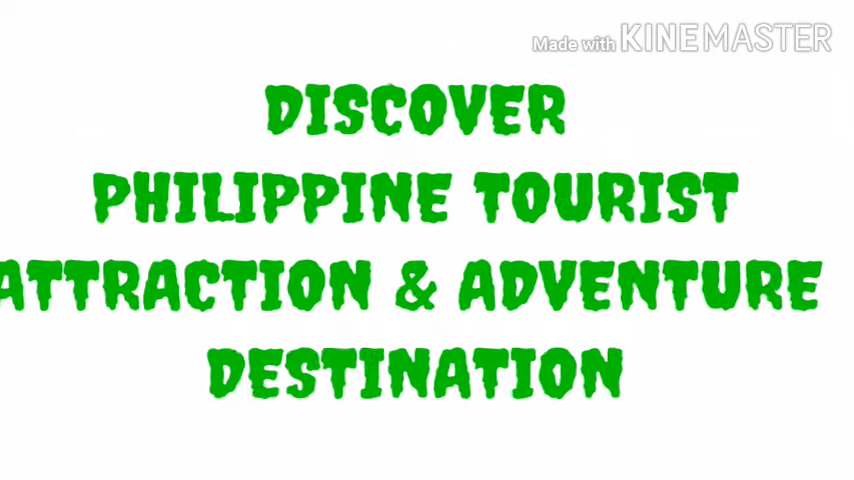 Made with KINEMASTER
DISCOVER
PHILIPPINE TOURIST
ATTRACTION & ADVENTURE
DESTINATION